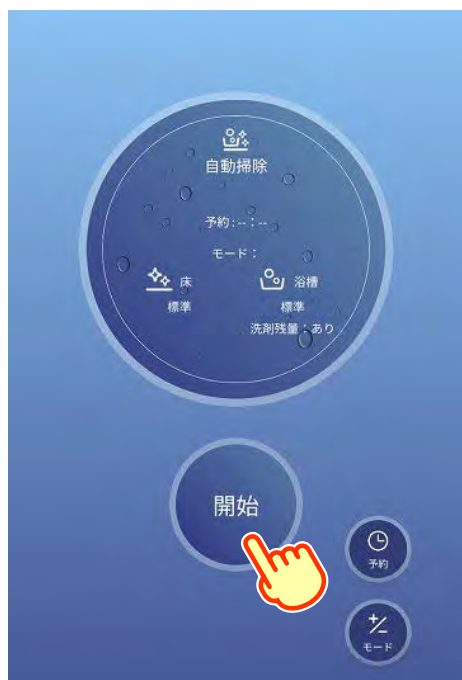 自動掃除
予約:--:--
モード:
床 浴槽
標準 標準
洗剤残量:あり
開始
予約
モード